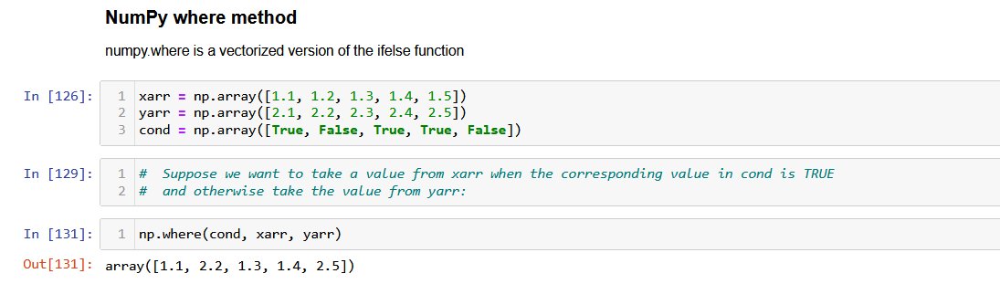 NumPy where method
numpy.where is a vectorized version of the ifelse function
In [126]: 1 xarr = np.array([1.1, 1.2, 1.3, 1.4, 1.5])
2 yarr = np.array([2.1, 2.2, 2.3, 2.4, 2.5])
3 cond = np.array([True, False, True, True, False])
In [129]: 1 #  Suppose we want to take a value from xarr when the corresponding value in cond is TRUE
2 #  and otherwise take the value from yarr:
In [131]: 1 np.where(cond, xarr, yarr)
Out[131]: array([1.1, 2.2, 1.3, 1.4, 2.5])